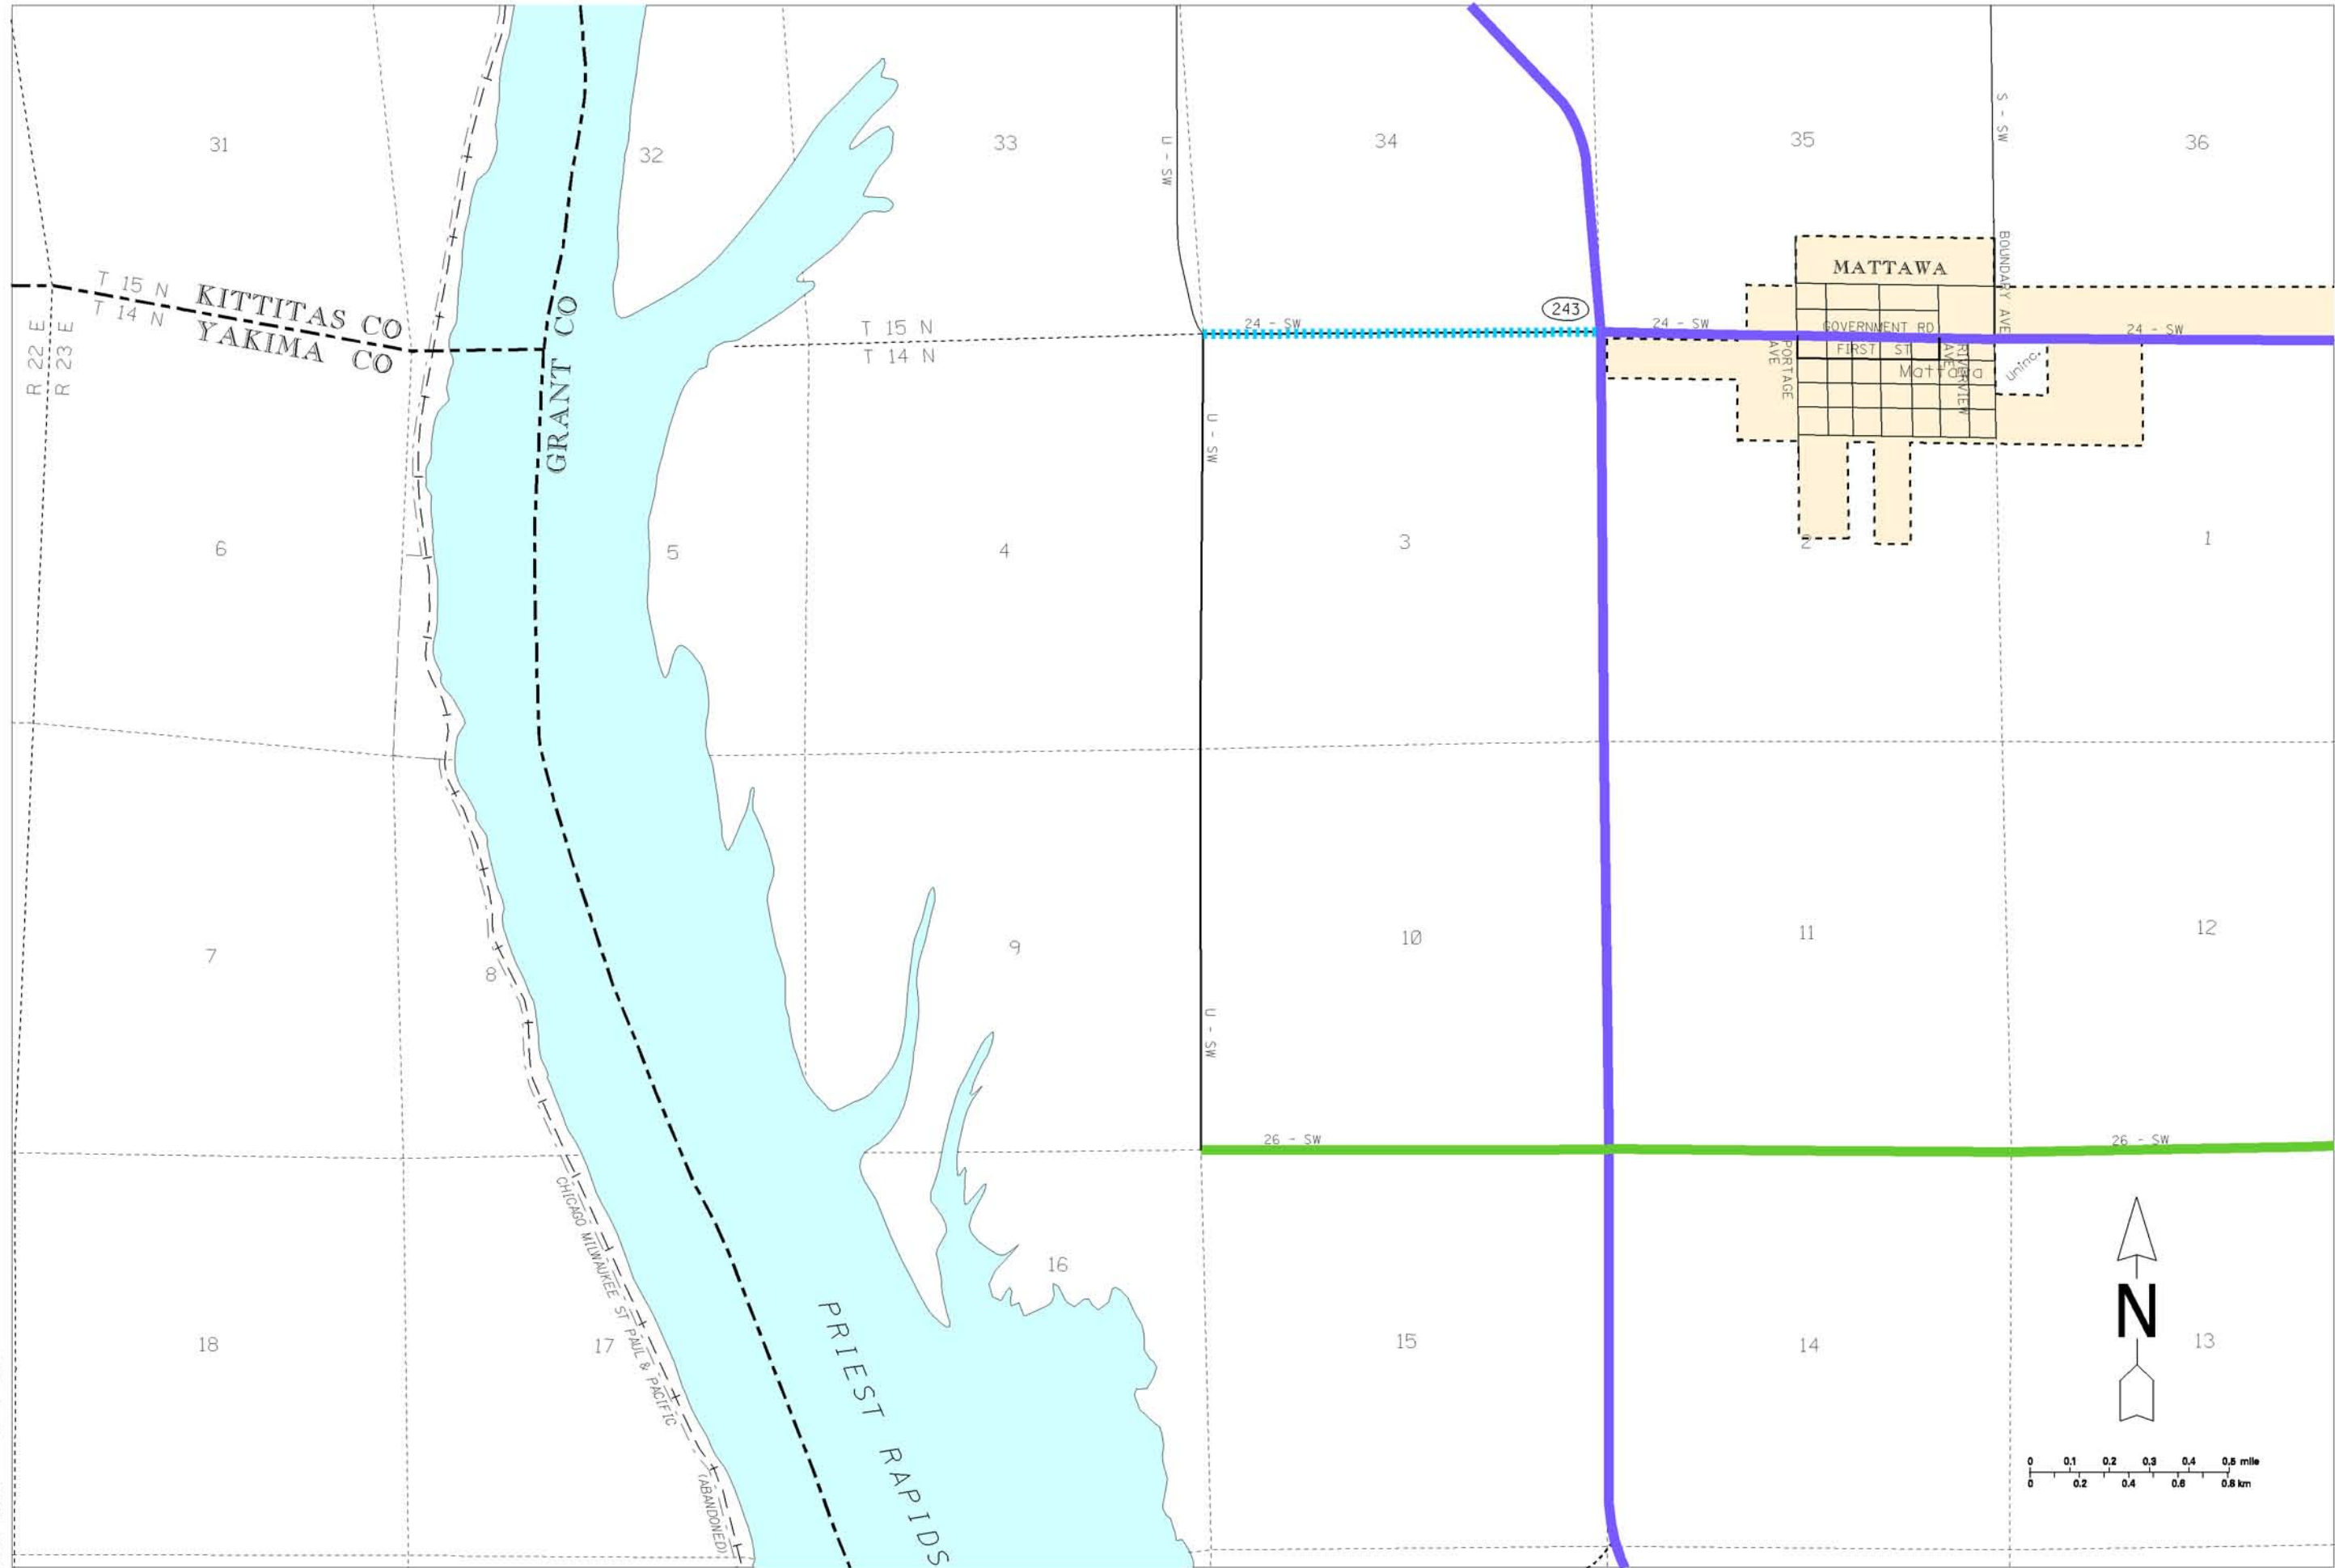 31
32
33
34
35
36
U - SW
S - SW
MATTAWA
BOUNDARY AVE
T 15 N
T 14 N
KITTITAS CO
YAKIMA CO
R 22 E
R 23 E
GRANT CO
T 15 N
T 14 N
24 - SW
243
24 - SW
GOVERNMENT RD
24 - SW
FIRST ST
PORTAGE AVE
RIVERVIEW AVE
Mattawa
uninc.
U - SW
6
5
4
3
2
1
7
8
9
10
11
12
U - SW
26 - SW
26 - SW
CHICAGO MILWAUKEE ST PAUL & PACIFIC
(ABANDONED)
18
17
16
15
14
13
PRIEST RAPIDS
N
0 0.1 0.2 0.3 0.4 0.5 mile
0 0.2 0.4 0.6 0.8 km